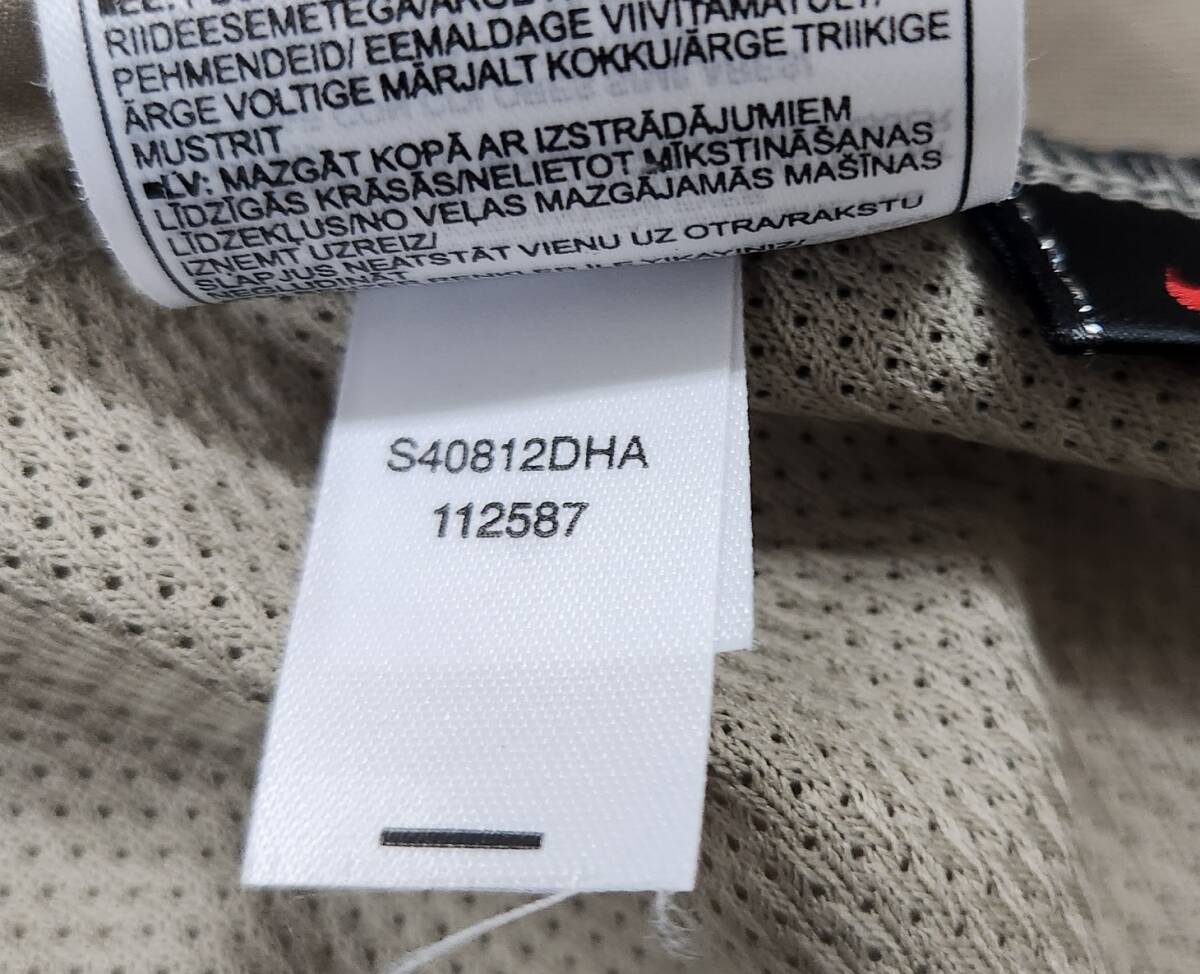 RIIDEESEMETEGA/ÄRGE
PEHMENDEID/ EEMALDAGE VIIVITAMATULT/
ÄRGE VOLTIGE MÄRJALT KOKKU/ÄRGE TRIIKIGE
MUSTRIT
■LV: MAZGĀT KOPĀ AR IZSTRĀDĀJUMIEM
LĪDZĪGĀS KRĀSĀS/NELIETOT MĪKSTINĀŠANAS
LĪDZEKĻUS/NO VEĻAS MAZGĀJAMĀS MAŠĪNAS
IZŅEMT UZREIZ/
SLAPJUS NEATSTĀT VIENU UZ OTRA/RAKSTU
NEGLUDINĀT
S40812DHA
112587